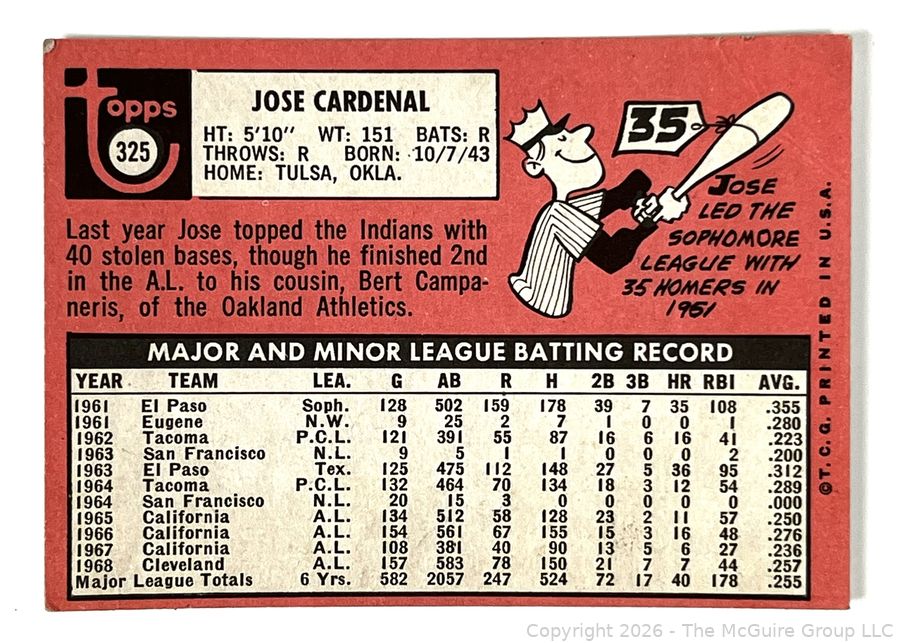 topps
325
JOSE CARDENAL
HT: 5'10" WT: 151 BATS: R
THROWS: R BORN: 10/7/43
HOME: TULSA, OKLA.
Last year Jose topped the Indians with
40 stolen bases, though he finished 2nd
in the A.L. to his cousin, Bert Campa-
neris, of the Oakland Athletics.
35
JOSE
LED THE
SOPHOMORE
LEAGUE WITH
35 HOMERS IN
1961
MAJOR AND MINOR LEAGUE BATTING RECORD
YEAR TEAM LEA. G AB R H 2B 3B HR RBI AVG.
1961 El Paso Soph. 128 502 159 178 39 7 35 108 .355
1961 Eugene N.W. 9 25 2 7 1 0 0 1 .280
1962 Tacoma P.C.L. 121 391 55 87 16 6 16 41 .223
1963 San Francisco N.L. 9 5 1 1 0 0 0 2 .200
1963 El Paso Tex. 125 475 112 148 27 5 36 95 .312
1964 Tacoma P.C.L. 132 464 70 134 18 3 12 54 .289
1964 San Francisco N.L. 20 15 3 0 0 0 0 0 .000
1965 California A.L. 134 512 58 128 23 2 11 57 .250
1966 California A.L. 154 561 67 155 15 3 16 48 .276
1967 California A.L. 108 381 40 90 13 5 6 27 .236
1968 Cleveland A.L. 157 583 78 150 21 7 7 44 .257
Major League Totals 6 Yrs. 582 2057 247 524 72 17 40 178 .255
©T.C.G. PRINTED IN U.S.A.
Copyright 2026 - The McGuire Group LLC